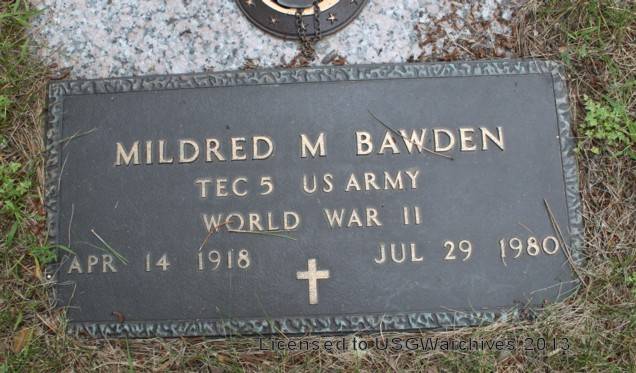 MILDRED M BAWDEN
TEC 5 US ARMY
WORLD WAR II
APR 14 1918 JUL 29 1980
Licensed to USGWarchives 2013